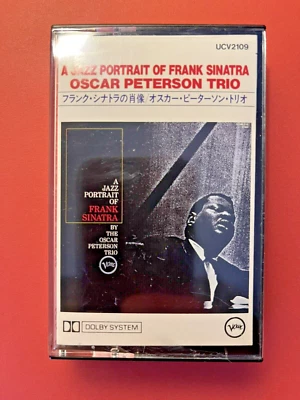 UCV2109
A JAZZ PORTRAIT OF FRANK SINATRA
OSCAR PETERSON TRIO
フランク・シナトラの肖像/オスカー・ピーターソン・トリオ
A
JAZZ
PORTRAIT
OF
FRANK
SINATRA
BY
THE
OSCAR
PETERSON
TRIO
Verve
DOLBY SYSTEM
Verve